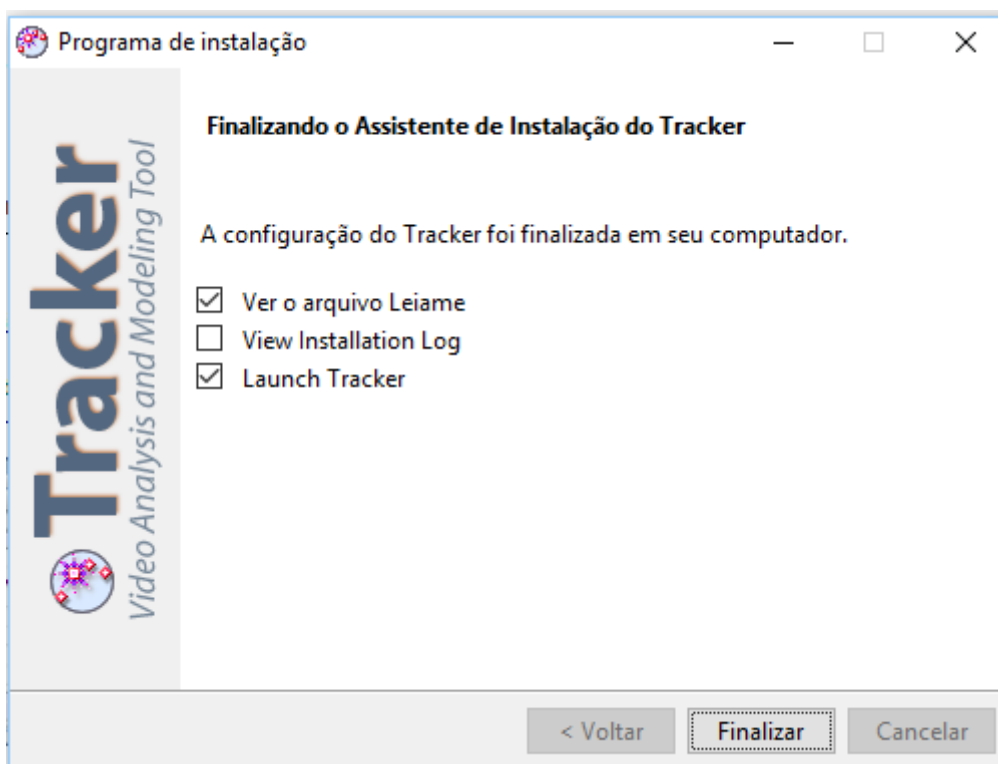 Programa de instalação
Tracker
Video Analysis and Modeling Tool
Finalizando o Assistente de Instalação do Tracker
A configuração do Tracker foi finalizada em seu computador.
Ver o arquivo Leiame
View Installation Log
Launch Tracker
< Voltar
Finalizar
Cancelar